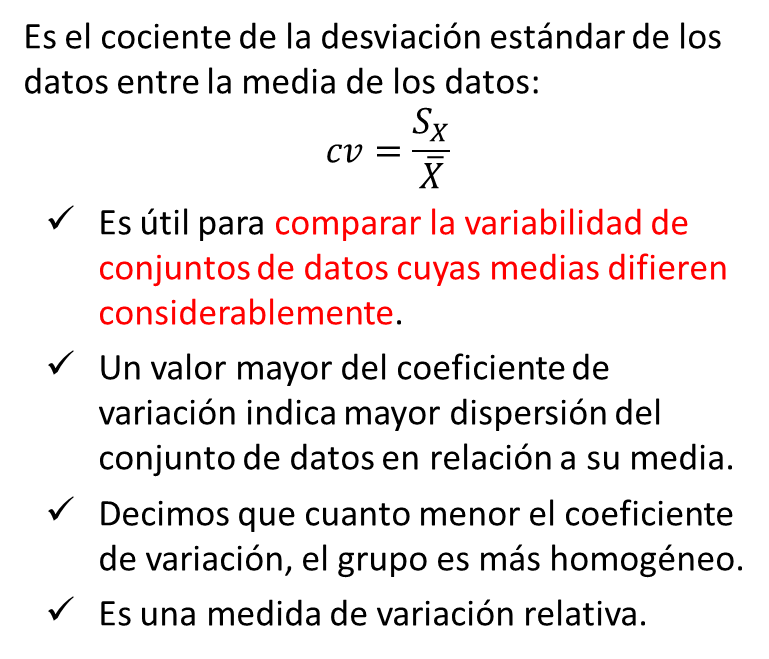 Es el cociente de la desviación estándar de los
datos entre la media de los datos:
cv = S_X / X̄
✓ Es útil para comparar la variabilidad de
conjuntos de datos cuyas medias difieren
considerablemente.
✓ Un valor mayor del coeficiente de
variación indica mayor dispersión del
conjunto de datos en relación a su media.
✓ Decimos que cuanto menor el coeficiente
de variación, el grupo es más homogéneo.
✓ Es una medida de variación relativa.